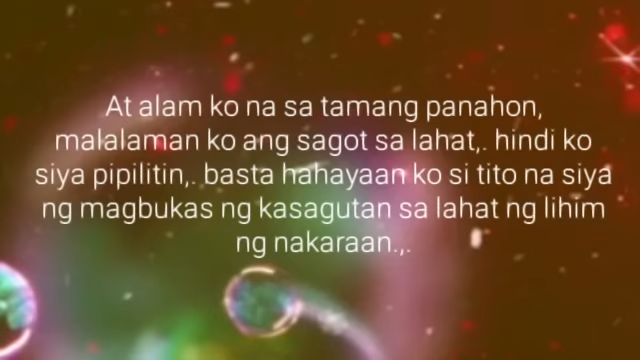 At alam ko na sa tamang panahon,
malalaman ko ang sagot sa lahat,. hindi ko
siya pipilitin,. basta hahayaan ko si tito na siya
ng magbukas ng kasagutan sa lahat ng lihim
ng nakaraan.,.